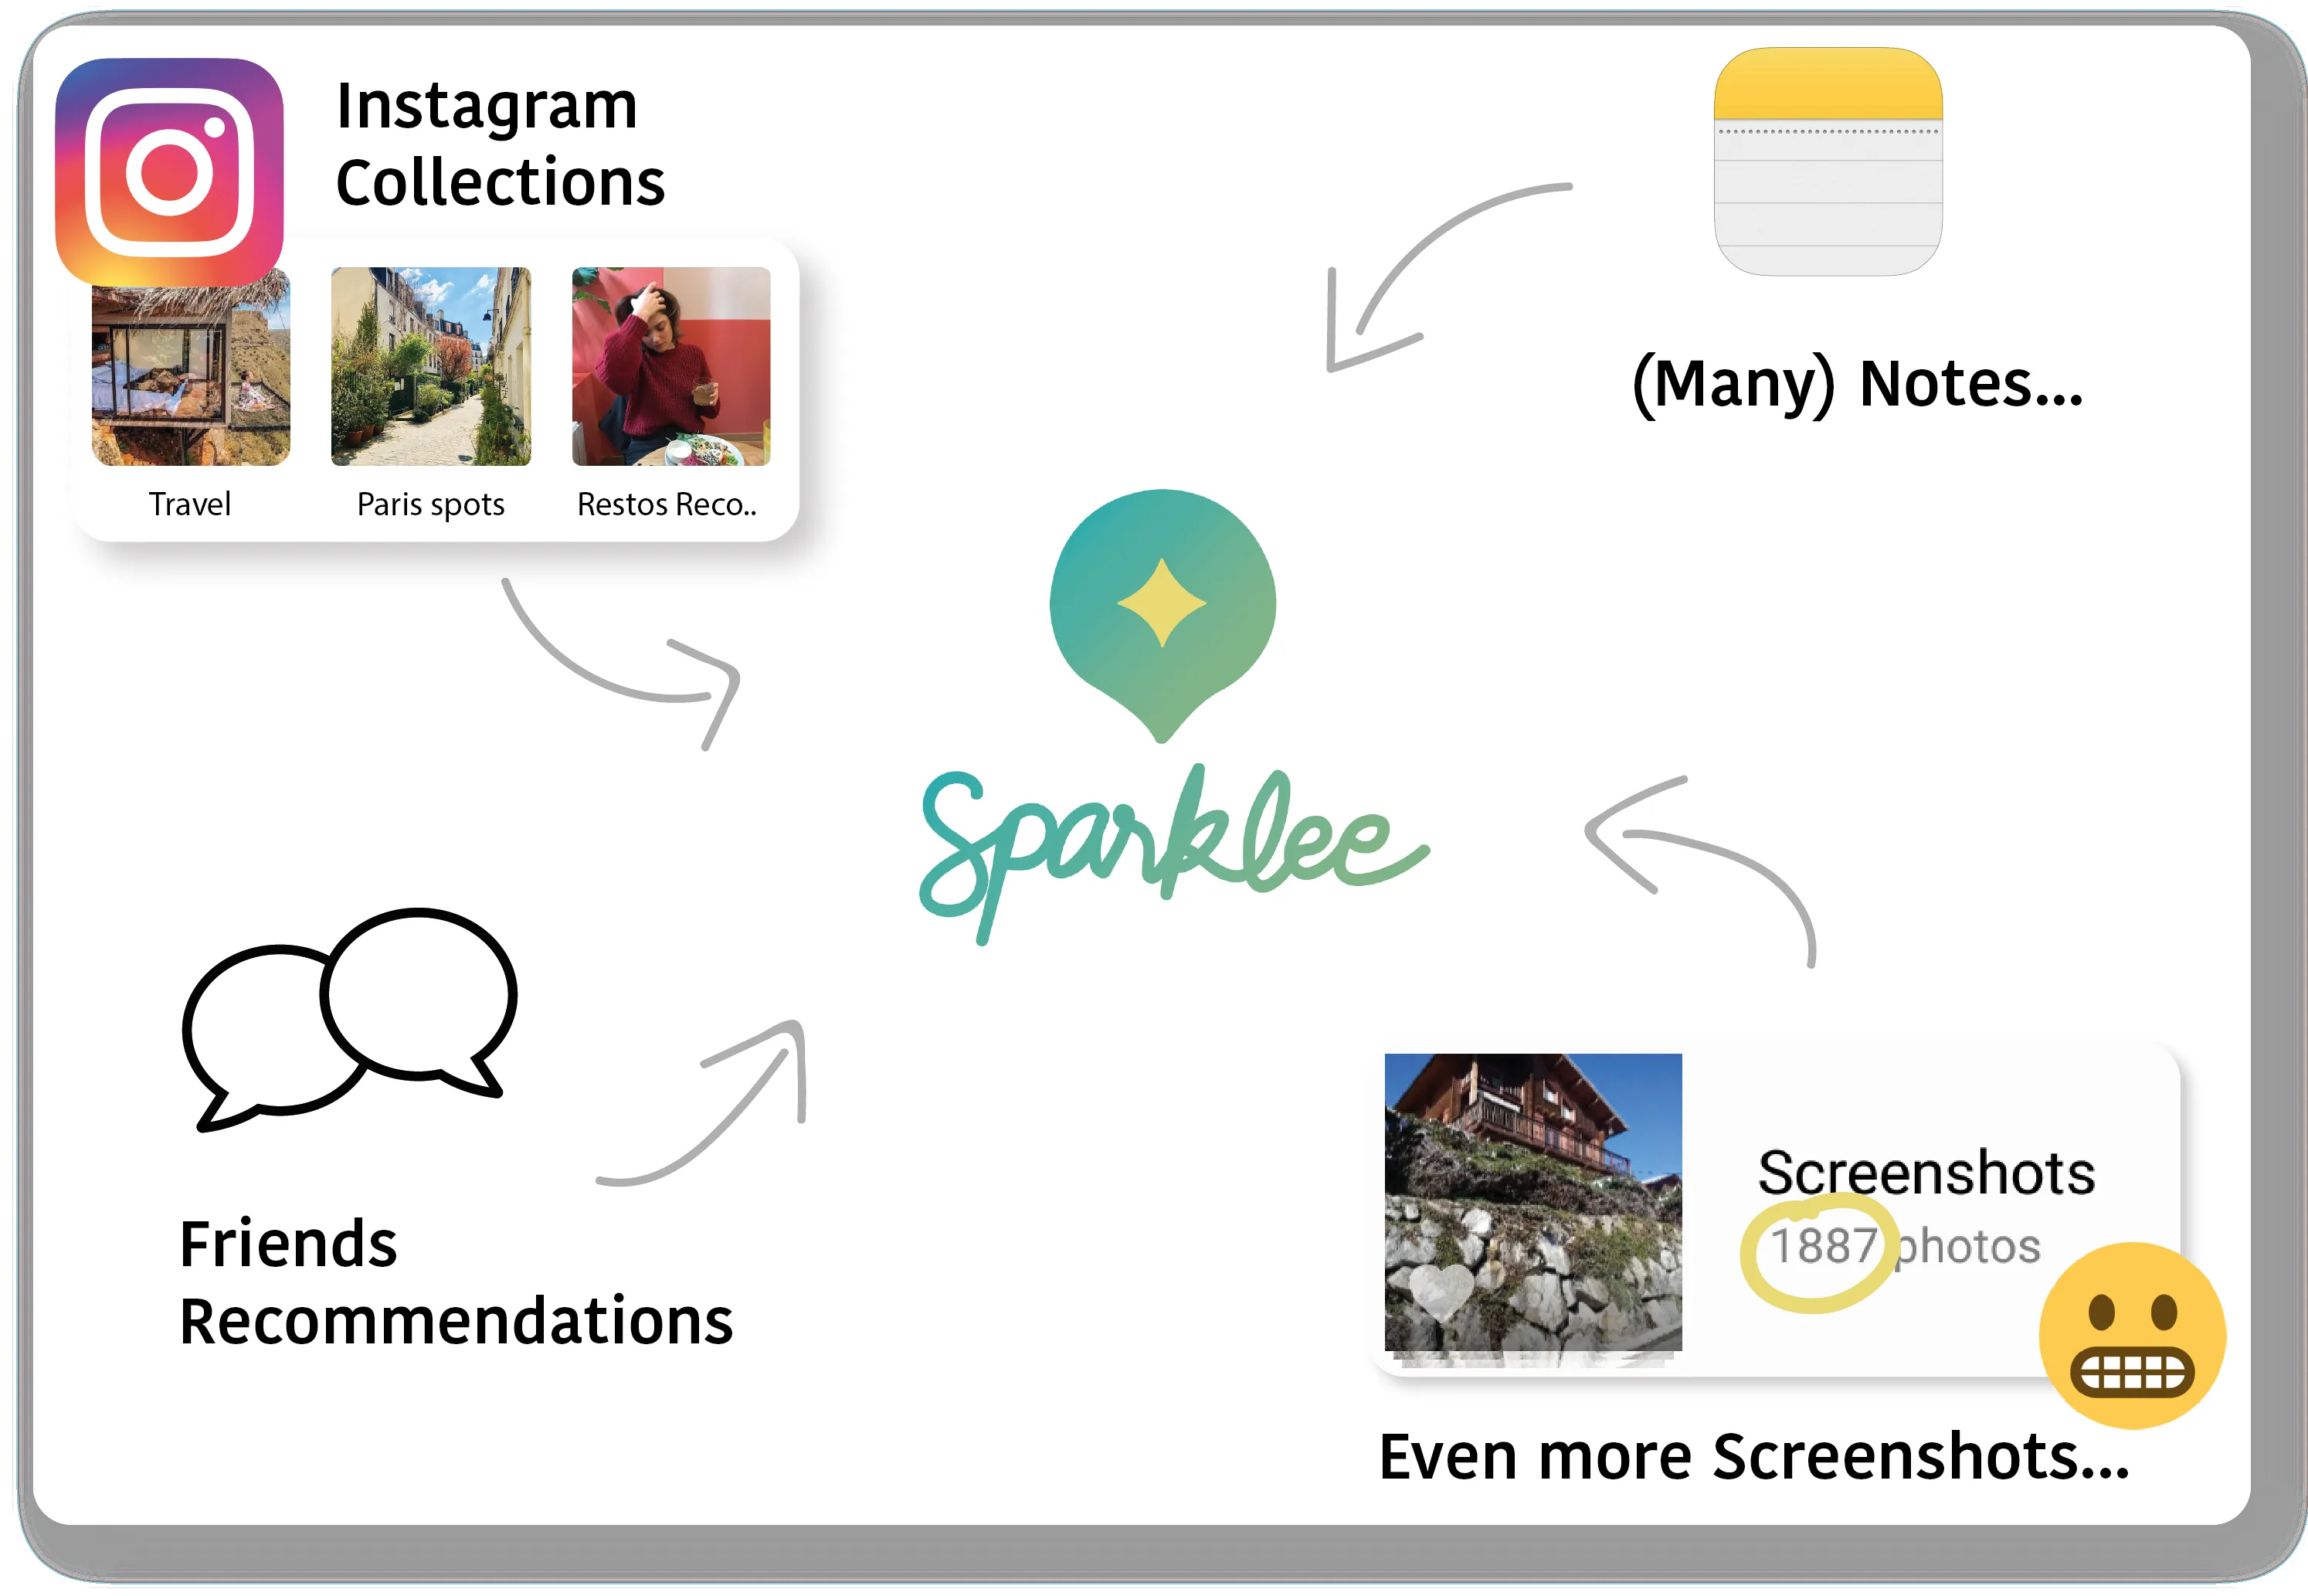 Instagram
Collections
Travel
Paris spots
Restos Reco..
(Many) Notes...
Sparklee
Friends
Recommendations
Screenshots
1887 photos
Even more Screenshots...